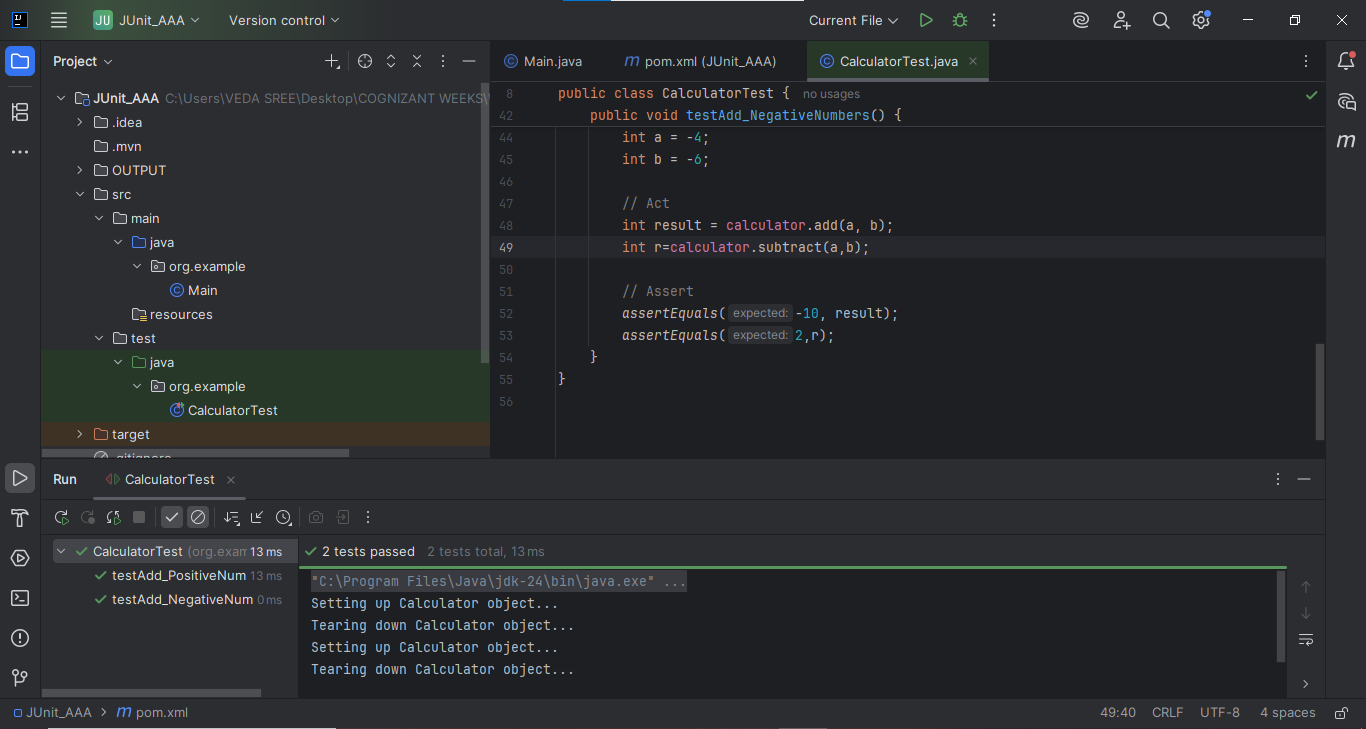 JU JUnit_AAA Version control Current File
Project
Main.java pom.xml (JUnit_AAA) CalculatorTest.java
JUnit_AAA C:\Users\VEDA SREE\Desktop\COGNIZANT WEEKS\
.idea
.mvn
OUTPUT
src
main
java
org.example
Main
resources
test
java
org.example
CalculatorTest
target
.gitignore
8 public class CalculatorTest { no usages
42 public void testAdd_NegativeNumbers() {
44 int a = -4;
45 int b = -6;
46
47 // Act
48 int result = calculator.add(a, b);
49 int r=calculator.subtract(a,b);
50
51 // Assert
52 assertEquals( expected: -10, result);
53 assertEquals( expected: 2,r);
54 }
55 }
56
Run CalculatorTest
CalculatorTest (org.exam 13 ms
testAdd_PositiveNum 13 ms
testAdd_NegativeNum 0 ms
2 tests passed 2 tests total, 13 ms
"C:\Program Files\Java\jdk-24\bin\java.exe" ...
Setting up Calculator object...
Tearing down Calculator object...
Setting up Calculator object...
Tearing down Calculator object...
JUnit_AAA > m pom.xml 49:40 CRLF UTF-8 4 spaces